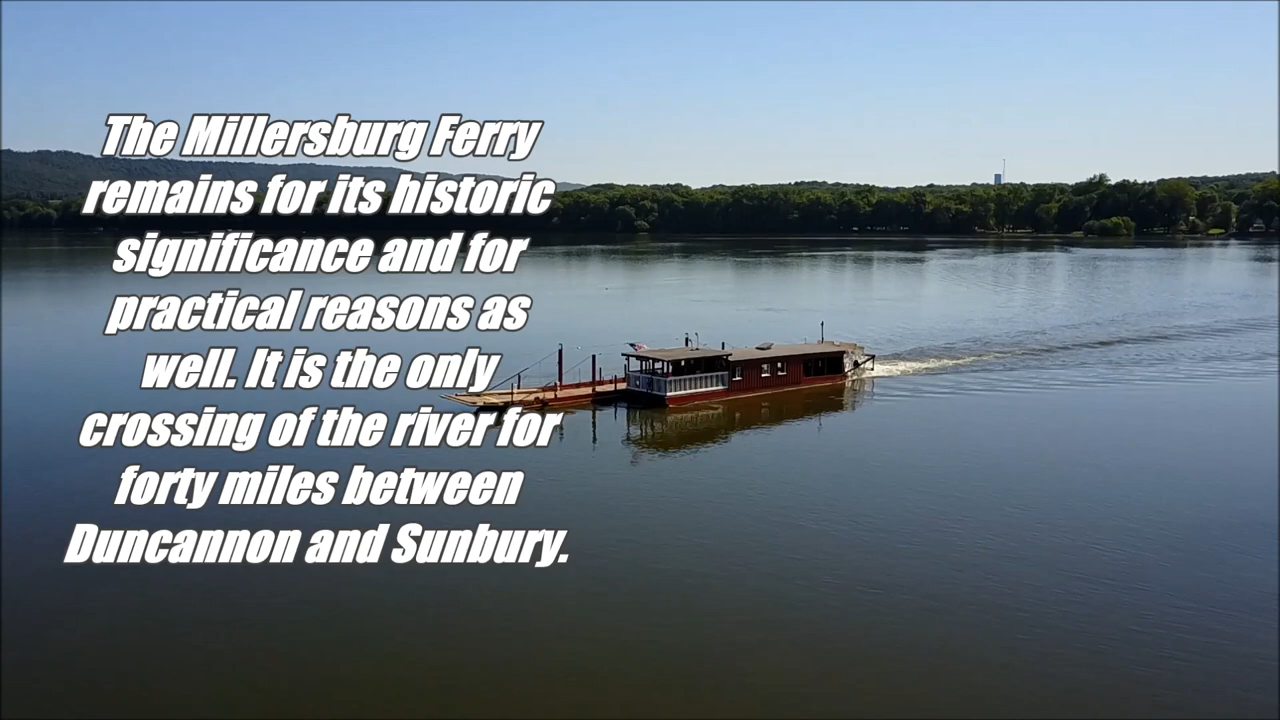 The Millersburg Ferry
remains for its historic
significance and for
practical reasons as
well. It is the only
crossing of the river for
forty miles between
Duncannon and Sunbury.